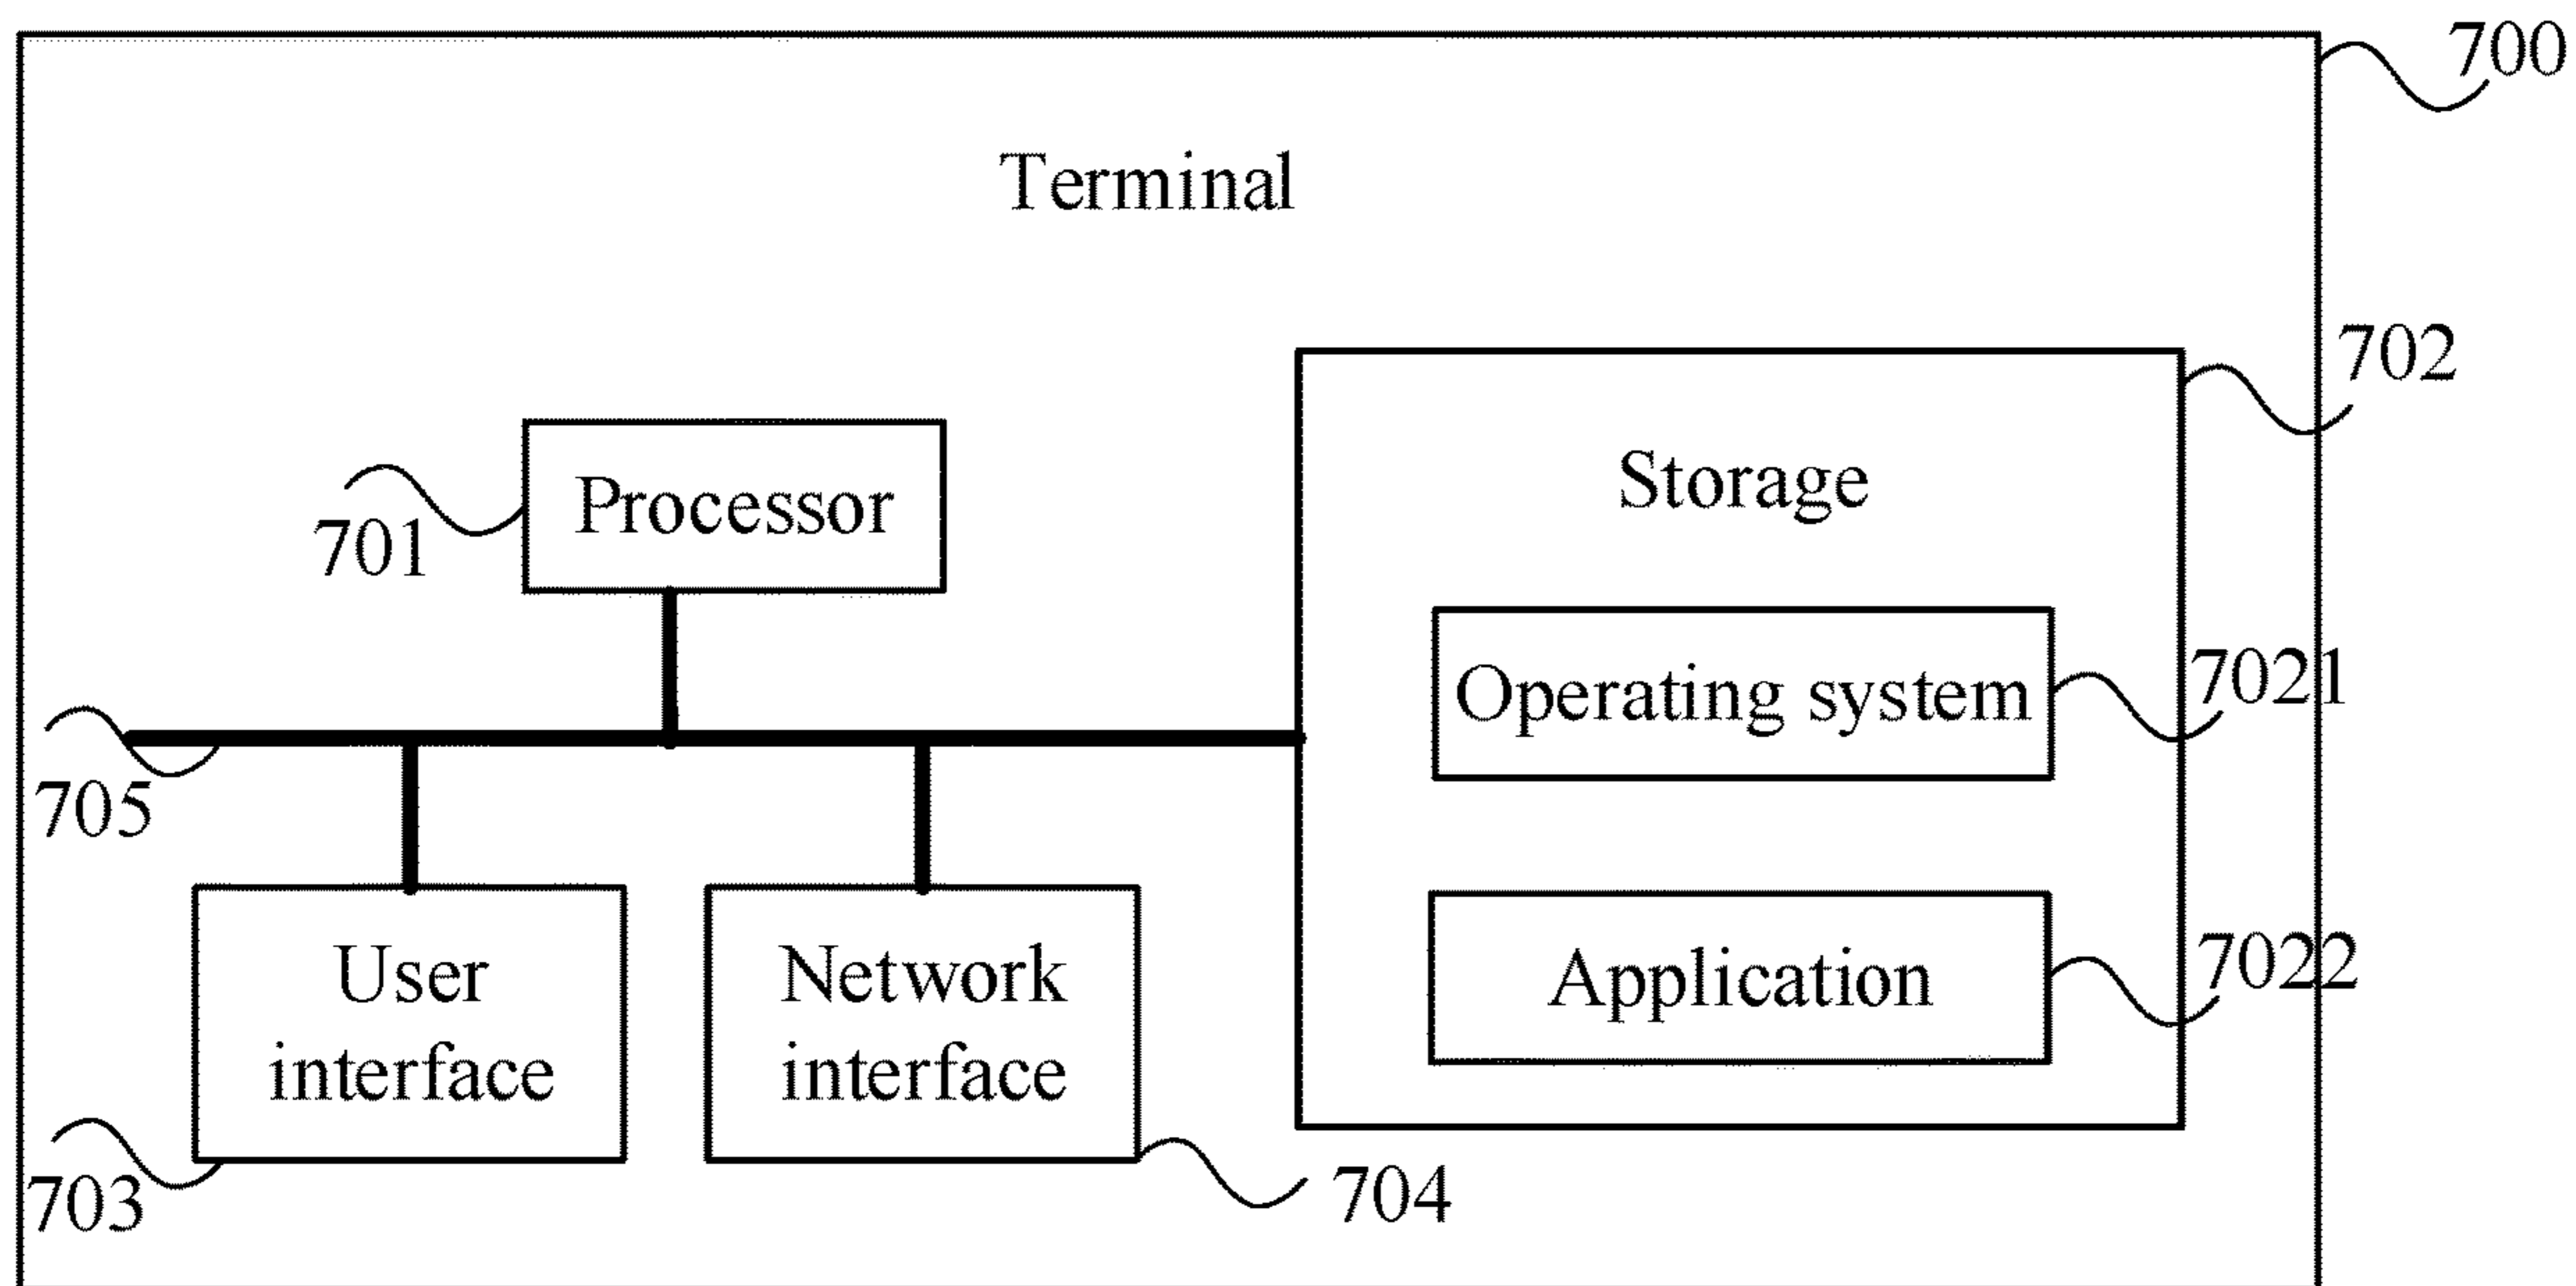 700
Terminal
702
Storage
Processor
701
Operating system
7021
705
User
interface
Network
interface
Application
7022
703
704